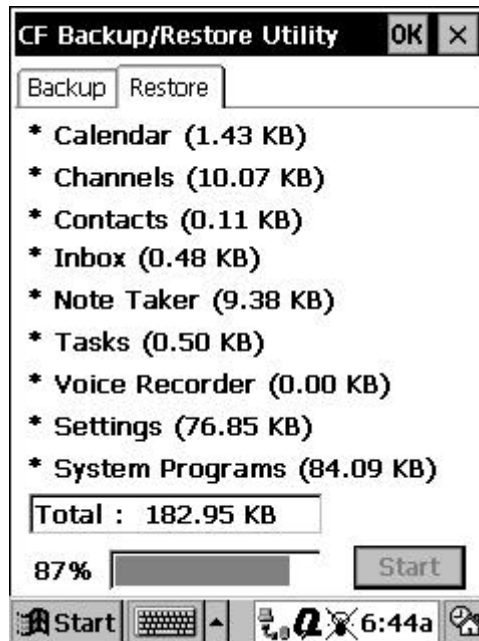 CF Backup/Restore Utility OK ×
Backup Restore
* Calendar (1.43 KB)
* Channels (10.07 KB)
* Contacts (0.11 KB)
* Inbox (0.48 KB)
* Note Taker (9.38 KB)
* Tasks (0.50 KB)
* Voice Recorder (0.00 KB)
* Settings (76.85 KB)
* System Programs (84.09 KB)
Total : 182.95 KB
87% Start
Start 6:44a